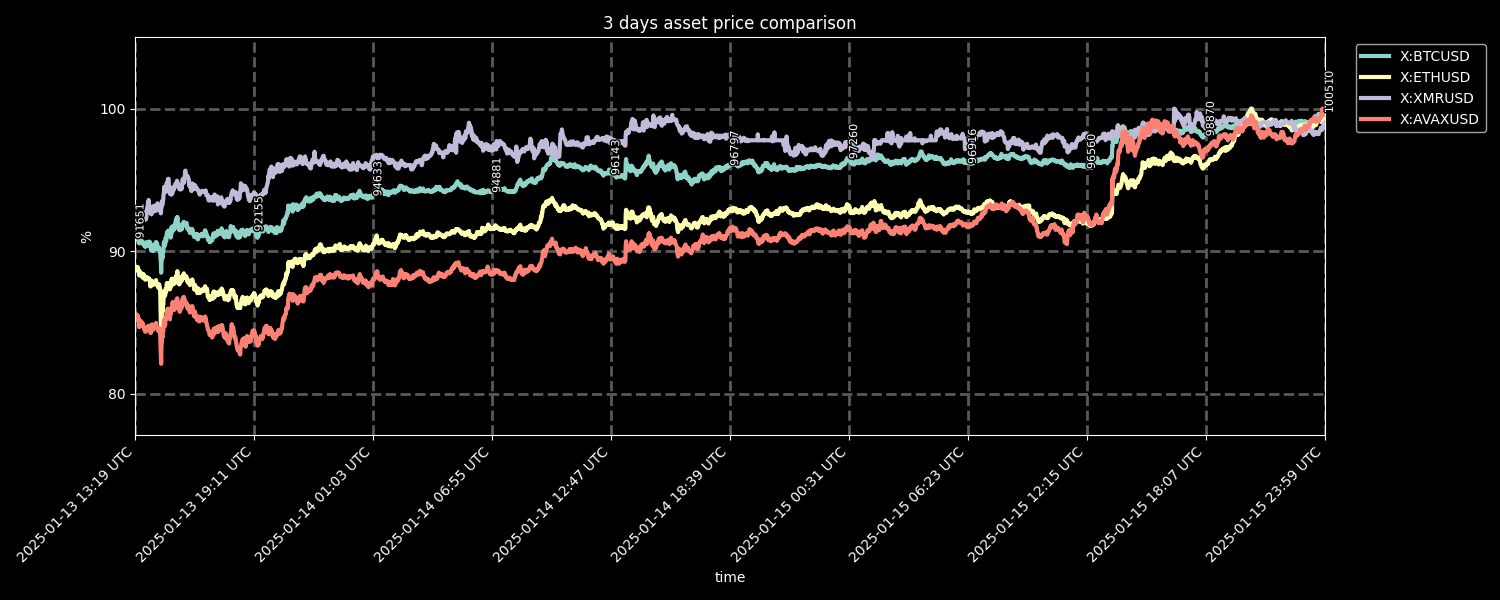 3 days asset price comparison
X:BTCUSD
X:ETHUSD
X:XMRUSD
X:AVAXUSD
100
90
80
%
91651
92155
94633
94881
96143
96797
97260
96916
96560
98870
100510
2025-01-13 13:19 UTC
2025-01-13 19:11 UTC
2025-01-14 01:03 UTC
2025-01-14 06:55 UTC
2025-01-14 12:47 UTC
2025-01-14 18:39 UTC
2025-01-15 00:31 UTC
2025-01-15 06:23 UTC
2025-01-15 12:15 UTC
2025-01-15 18:07 UTC
2025-01-15 23:59 UTC
time